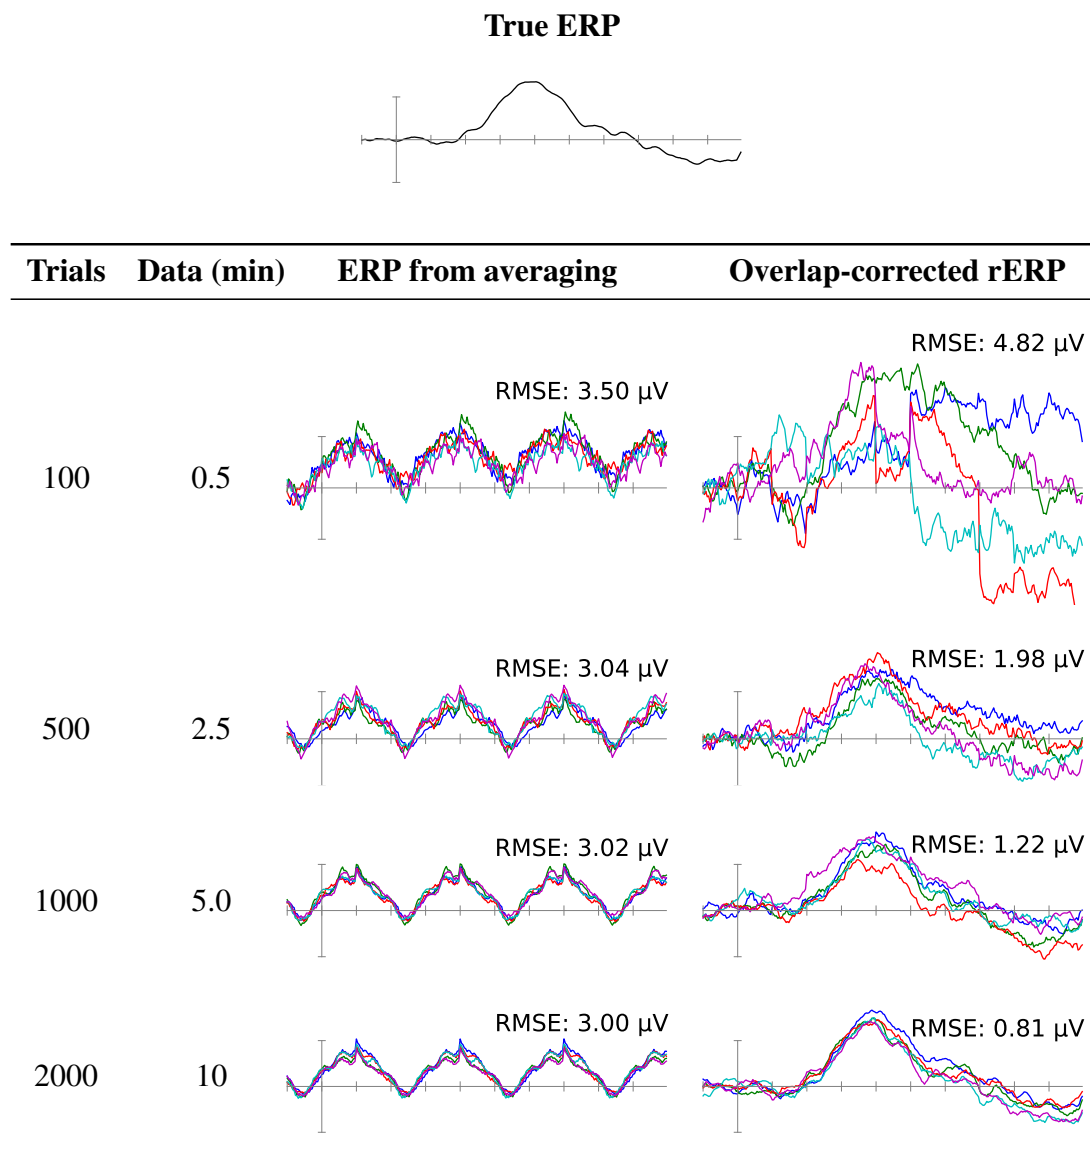 True ERP
Trials Data (min) ERP from averaging Overlap-corrected rERP
RMSE: 4.82 µV
RMSE: 3.50 µV
100 0.5
RMSE: 1.98 µV
RMSE: 3.04 µV
500 2.5
RMSE: 1.22 µV
RMSE: 3.02 µV
1000 5.0
RMSE: 0.81 µV
RMSE: 3.00 µV
2000 10